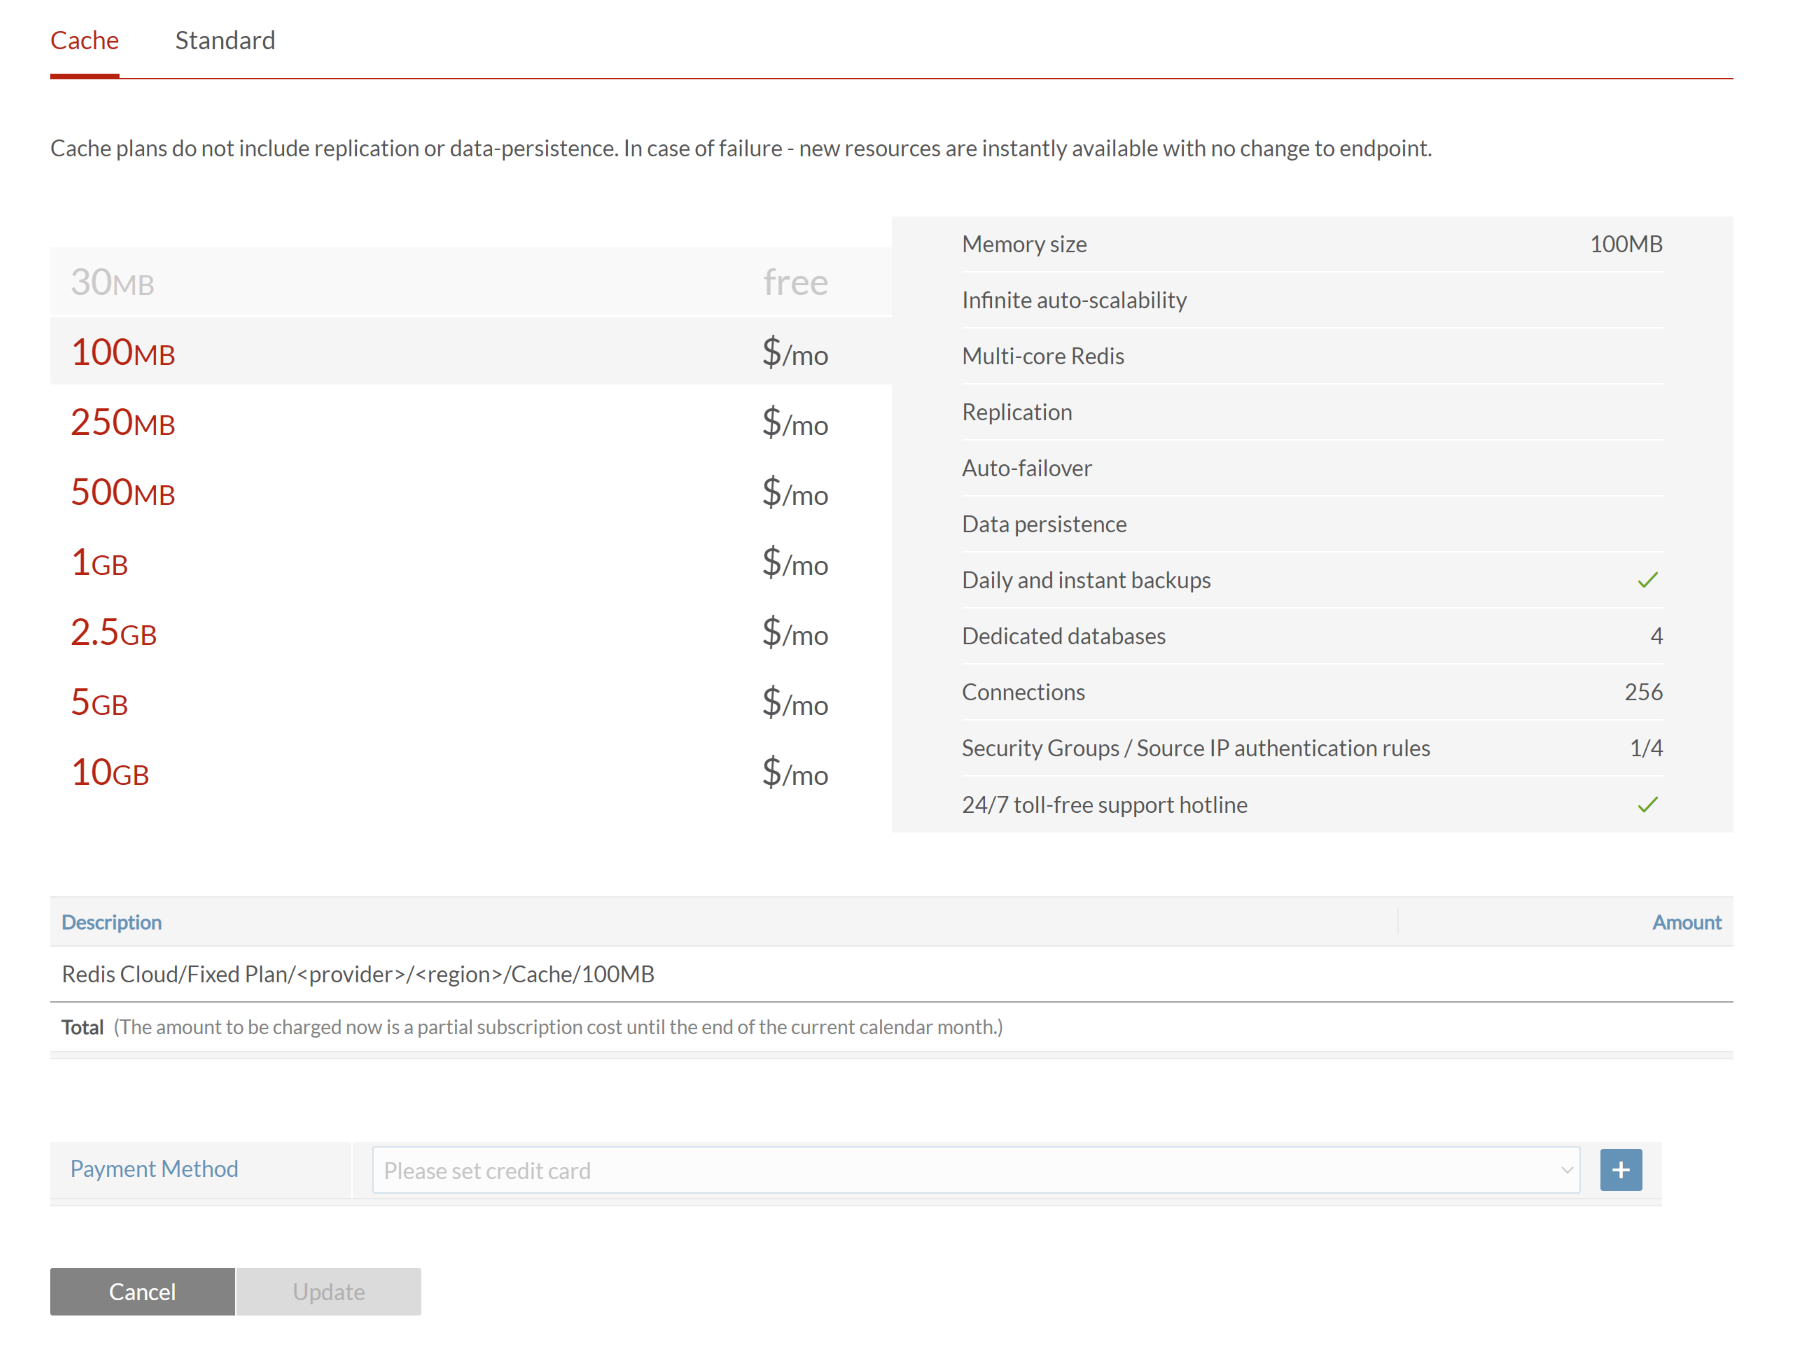 Cache Standard
Cache plans do not include replication or data-persistence. In case of failure - new resources are instantly available with no change to endpoint.
30MB free
100MB $/mo
250MB $/mo
500MB $/mo
1GB $/mo
2.5GB $/mo
5GB $/mo
10GB $/mo
Memory size 100MB
Infinite auto-scalability
Multi-core Redis
Replication
Auto-failover
Data persistence
Daily and instant backups
Dedicated databases 4
Connections 256
Security Groups / Source IP authentication rules 1/4
24/7 toll-free support hotline
Description Amount
Redis Cloud/Fixed Plan/<provider>/<region>/Cache/100MB
Total (The amount to be charged now is a partial subscription cost until the end of the current calendar month.)
Payment Method Please set credit card +
Cancel Update